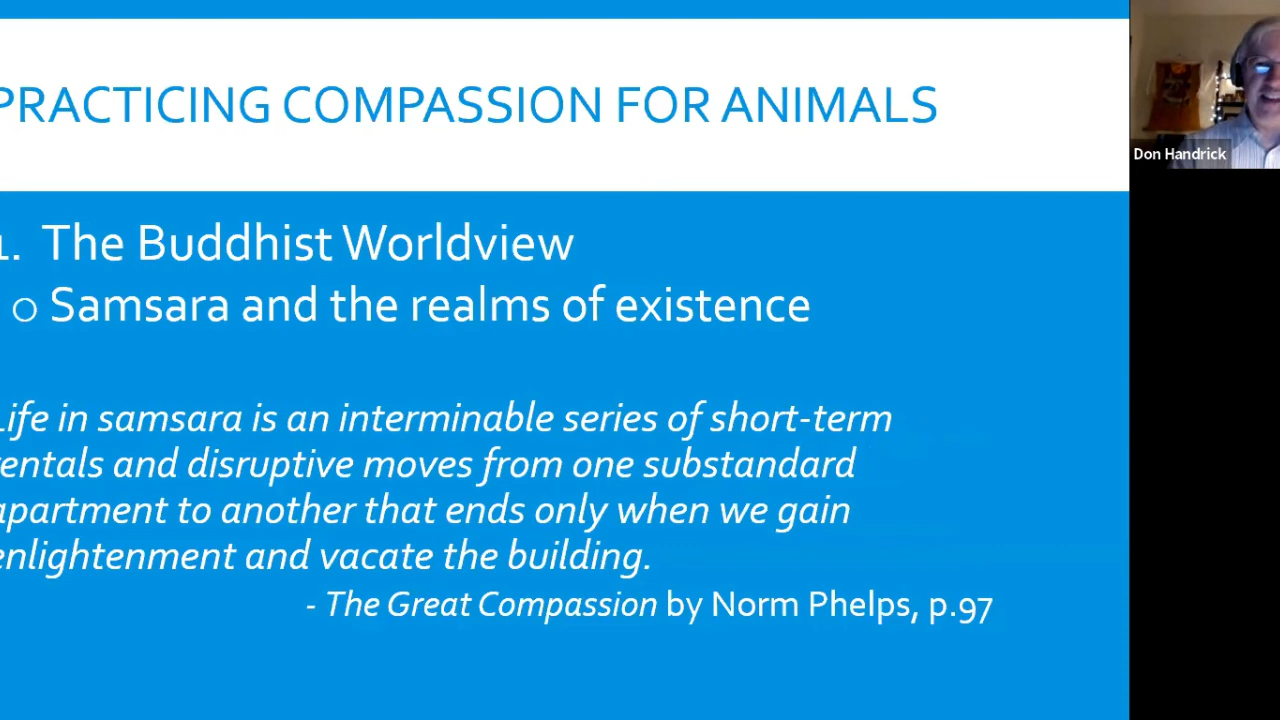 PRACTICING COMPASSION FOR ANIMALS
1. The Buddhist Worldview
o Samsara and the realms of existence
Life in samsara is an interminable series of short-term
rentals and disruptive moves from one substandard
apartment to another that ends only when we gain
enlightenment and vacate the building.
- The Great Compassion by Norm Phelps, p.97
Don Handrick